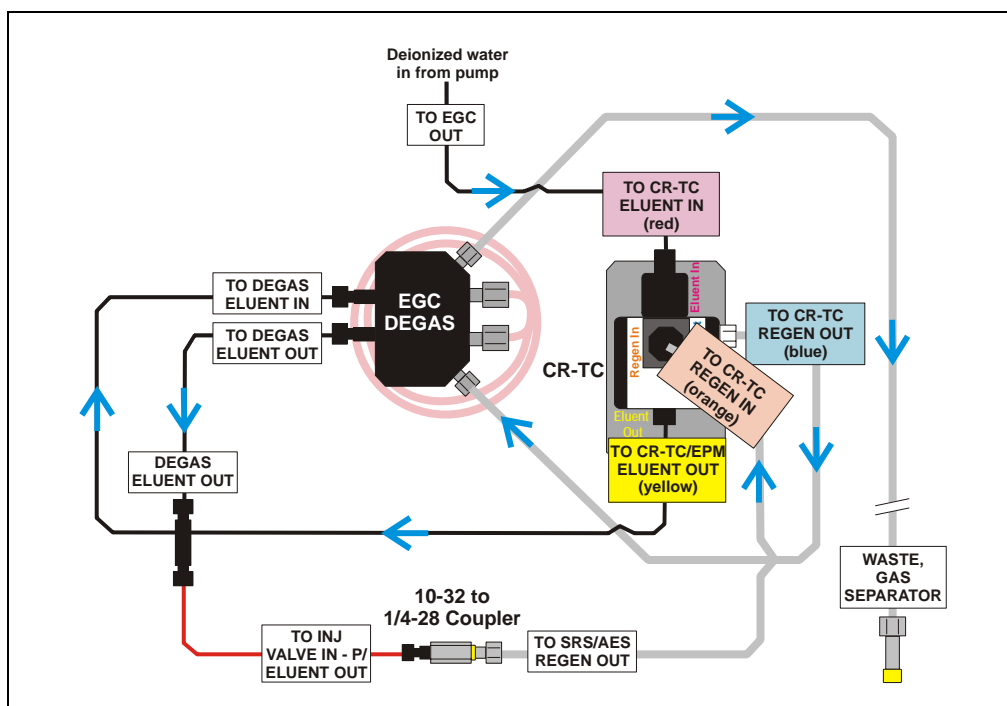 Deionized water
in from pump
TO EGC
OUT
TO CR-TC
ELUENT IN
(red)
TO DEGAS
ELUENT IN
EGC
DEGAS
Eluent In
TO CR-TC
REGEN OUT
(blue)
TO DEGAS
ELUENT OUT
Regen In
CR-TC
TO CR-TC
REGEN IN
(orange)
Eluent
Out
TO CR-TC/EPM
ELUENT OUT
(yellow)
DEGAS
ELUENT OUT
WASTE,
GAS
SEPARATOR
10-32 to
1/4-28 Coupler
TO INJ
VALVE IN - P/
ELUENT OUT
TO SRS/AES
REGEN OUT